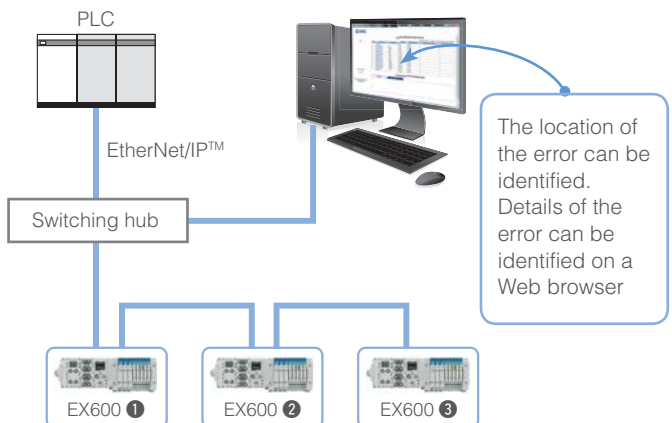 PLC
EtherNet/IP™
Switching hub
The location of
the error can be
identified.
Details of the
error can be
identified on a
Web browser
EX600 ❶
EX600 ❷
EX600 ❸